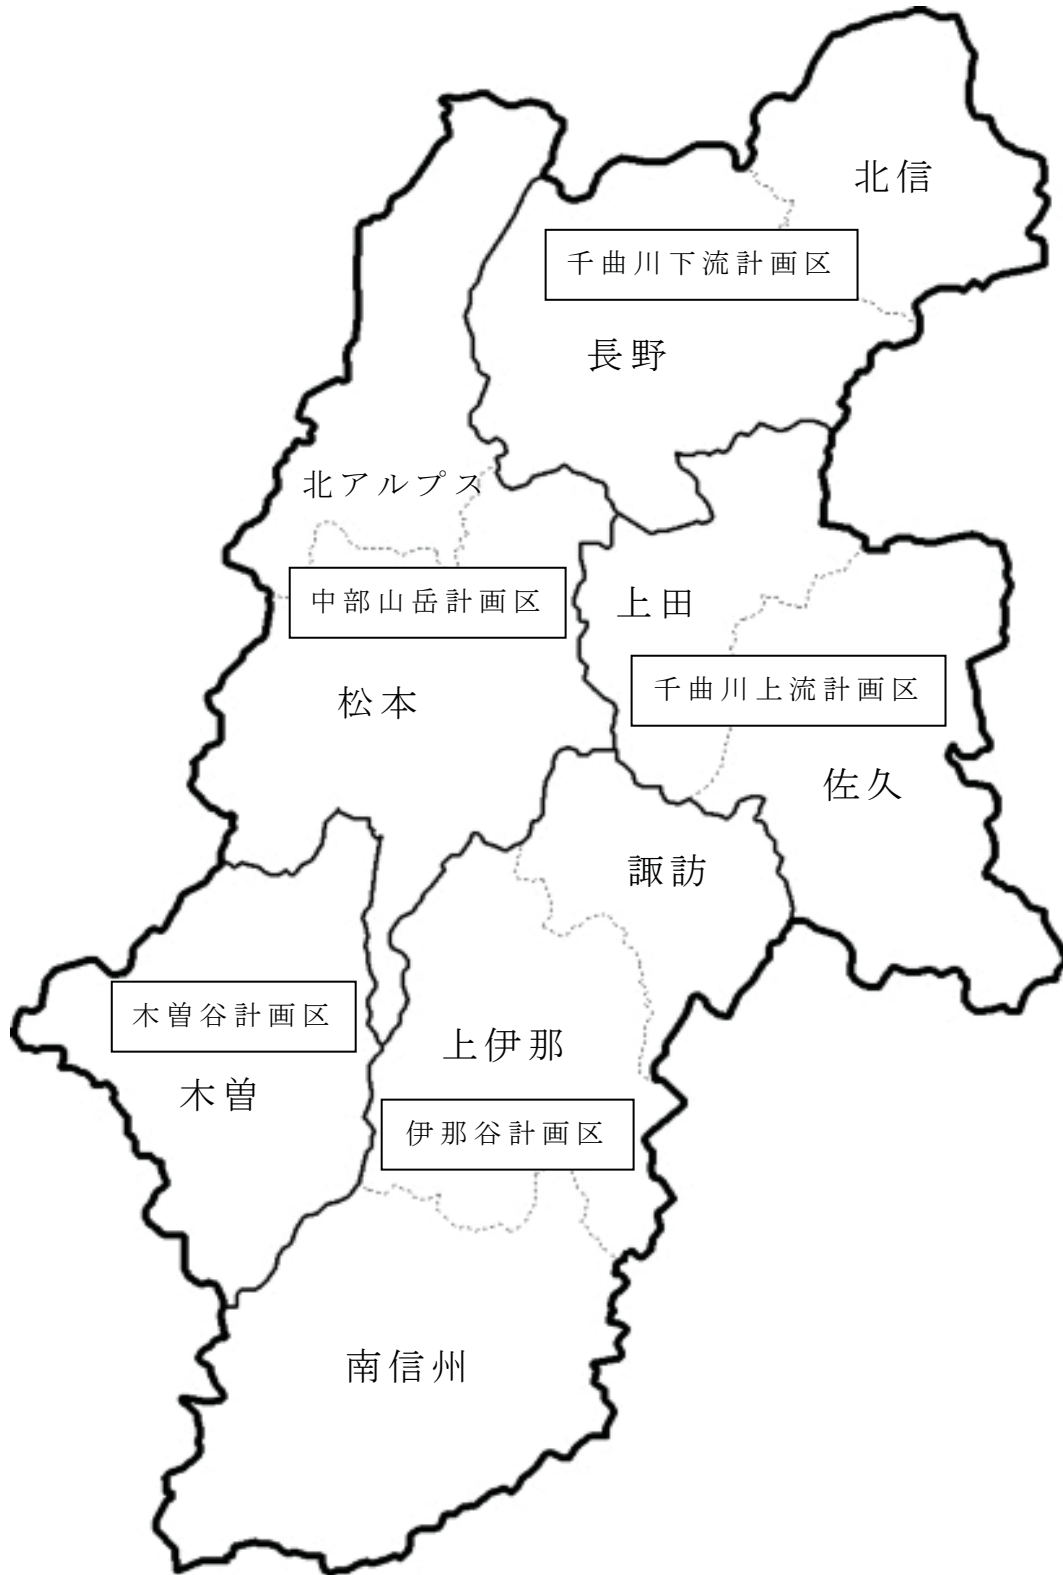 北信
千曲川下流計画区
長野
北アルプス
中部山岳計画区
上田
千曲川上流計画区
松本
佐久
諏訪
木曽谷計画区
上伊那
木曽
伊那谷計画区
南信州